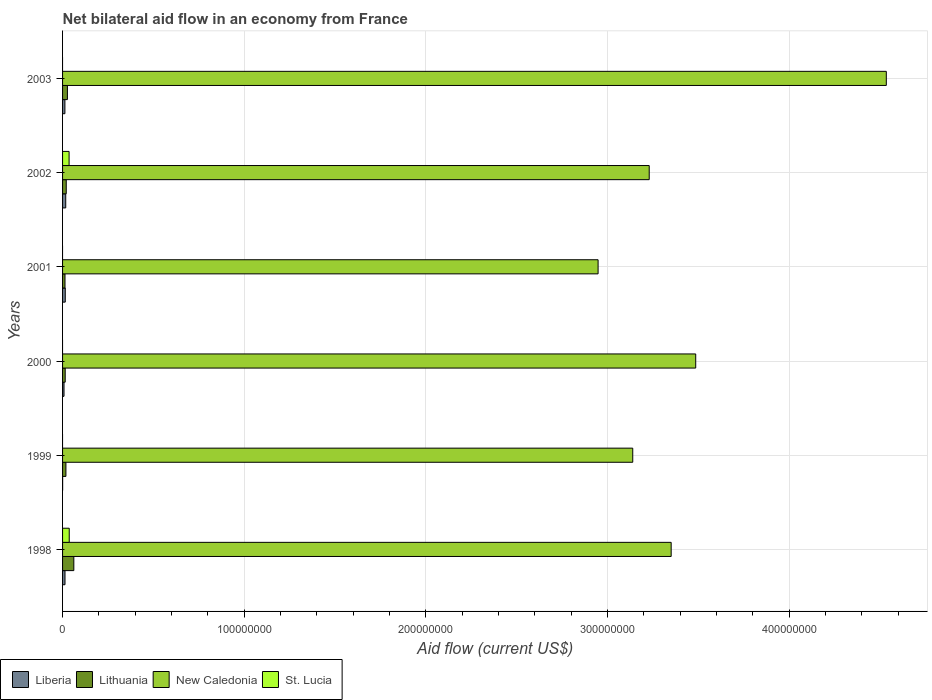 Net bilateral aid flow in an economy from France
2003
2002
2001
2000
1999
1998
Years
0
100000000
200000000
300000000
400000000
Aid flow (current US$)
Liberia
Lithuania
New Caledonia
St. Lucia